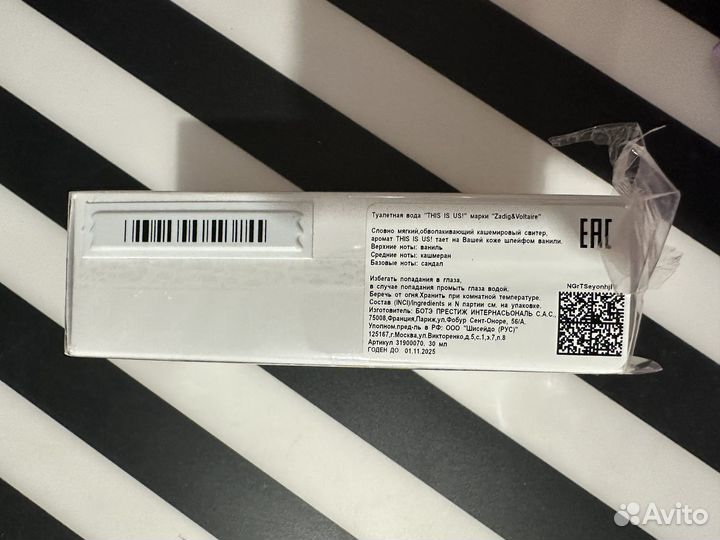 Туалетная вода "THIS IS US!" марки "Zadig&Voltaire"
Словно мягкий,обволакивающий кашемировый свитер,
аромат THIS IS US! тает на Вашей коже шлейфом ванили.
Верхние ноты: ваниль
Средние ноты: кашмеран
Базовые ноты: сандал
EAC
Избегать попадания в глаза,
в случае попадания промыть глаза водой.
Беречь от огня.Хранить при комнатной температуре.
Состав (INCI)/Ingredients и N партии см. на упаковке.
Изготовитель: БОТЭ ПРЕСТИЖ ИНТЕРНАСЬОНАЛЬ С.А.С.,
75008,Франция,Париж,ул.Фобур Сент-Оноре, 56/А.
Уполном.пред-ль в РФ: ООО "Шисейдо (РУС)"
125167,г.Москва,ул.Викторенко,д.5,с.1,э.7,п.8
Артикул 31900070, 30 мл
ГОДЕН ДО 01.11.2025
Avito